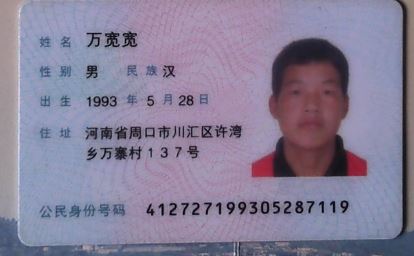 姓名 万宽宽
性别 男 民族 汉
出生 1993 年 5 月 28 日
住址 河南省周口市川汇区许湾
乡万寨村137号
公民身份号码 412727199305287119